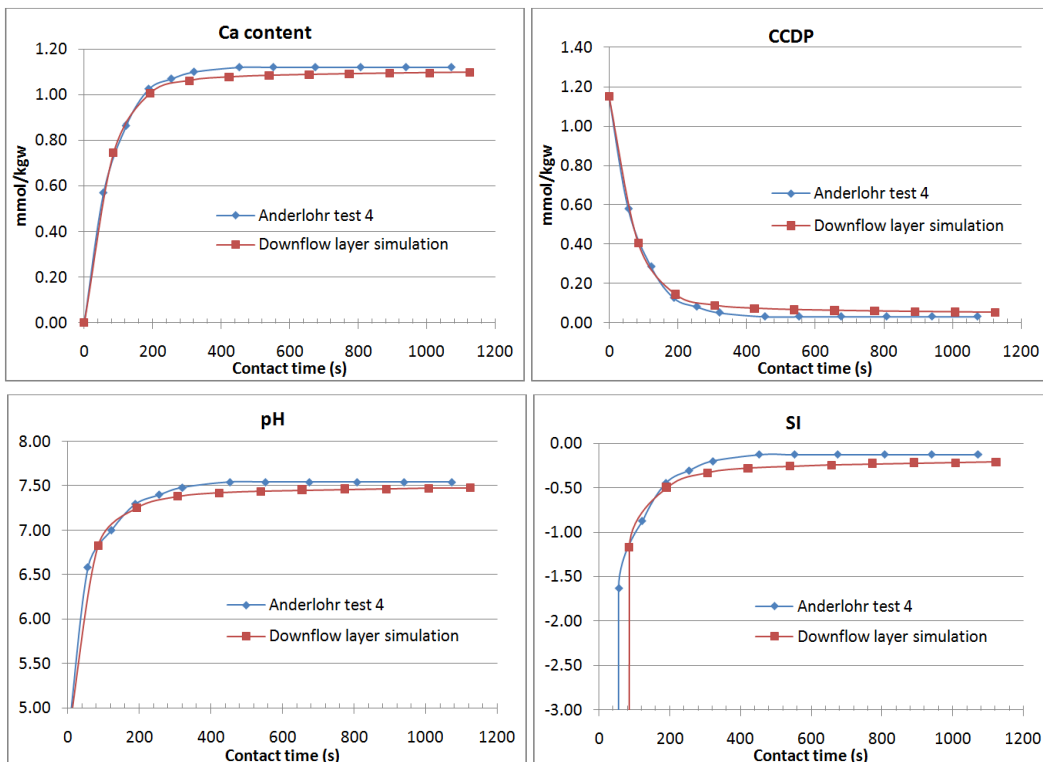 Ca content
mmol/kgw
1.20
1.00
0.80
0.60
0.40
0.20
0.00
Anderlohr test 4
Downflow layer simulation
0 200 400 600 800 1000 1200
Contact time (s)
CCDP
mmol/kgw
1.40
1.20
1.00
0.80
0.60
0.40
0.20
0.00
Anderlohr test 4
Downflow layer simulation
0 200 400 600 800 1000 1200
Contact time (s)
pH
8.00
7.50
7.00
6.50
6.00
5.50
5.00
Anderlohr test 4
Downflow layer simulation
0 200 400 600 800 1000 1200
Contact time (s)
SI
0.00
-0.50
-1.00
-1.50
-2.00
-2.50
-3.00
Anderlohr test 4
Downflow layer simulation
0 200 400 600 800 1000 1200
Contact time (s)